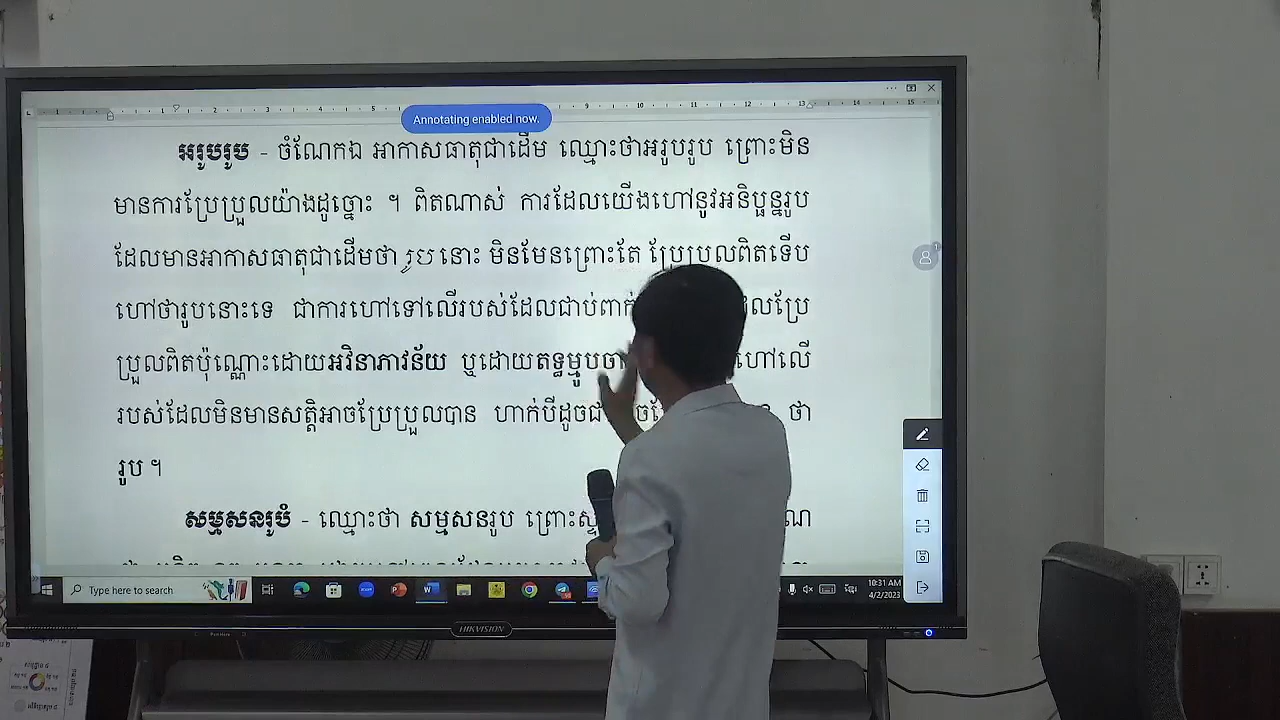 Annotating enabled now.
អរូបរូប - ចំណែកឯ អាកាសធាតុជាដើម ឈ្មោះថាអរូបរូប ព្រោះមិន
មានការប្រែប្រួលយ៉ាងដូច្នោះ ។ ពិតណាស់ ការដែលយើងហៅនូវអនិប្ផន្នរូប
ដែលមានអាកាសធាតុជាដើមថា រូប នោះ មិនមែនព្រោះតែ ប្រែប្រួលពិតទើប
ហៅថារូបនោះទេ ជាការហៅទៅលើរបស់ដែលជាប់ពាក់ ប្រែ
ប្រួលពិតប៉ុណ្ណោះដោយអវិនាភាវន័យ ឬដោយ ហៅលើ
របស់ដែលមិនមានសត្តិអាចប្រែប្រួលបាន ហាក់បីដូចជា ថា
រូប ។
សម្មសនរូបំ - ឈ្មោះថា សម្មសនរូប ព្រោះ
Type here to search
10:31 AM
4/2/2023
HIKVISION